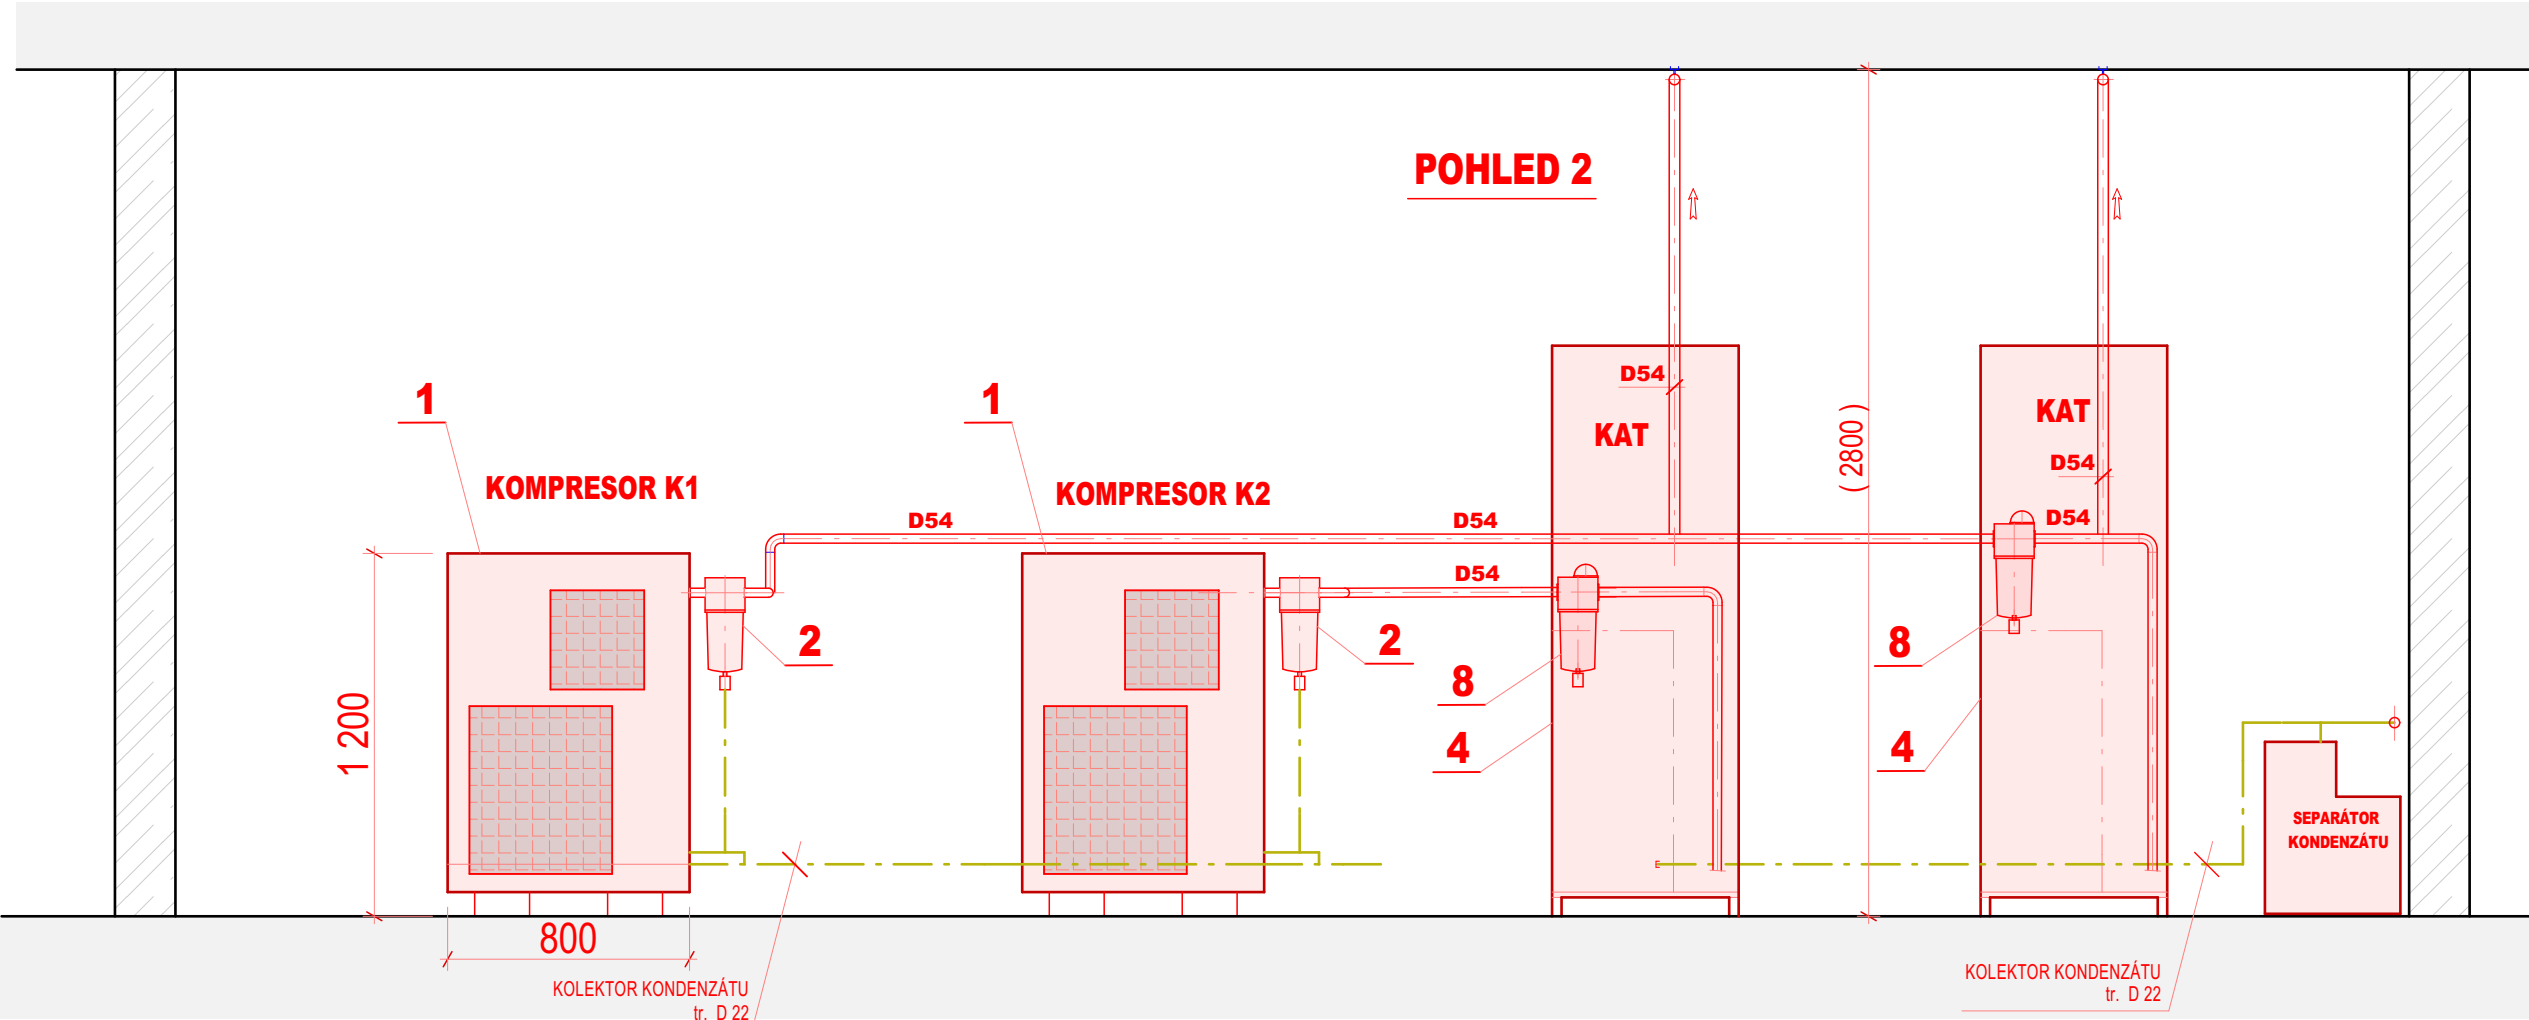 POHLED 2
D54
KAT
( 2800 )
KAT
D54
1
1
KOMPRESOR K1
KOMPRESOR K2
D54
D54
D54
D54
2
2
8
8
4
4
1 200
SEPARÁTOR
KONDENZÁTU
800
KOLEKTOR KONDENZÁTU
tr. D 22
KOLEKTOR KONDENZÁTU
tr. D 22